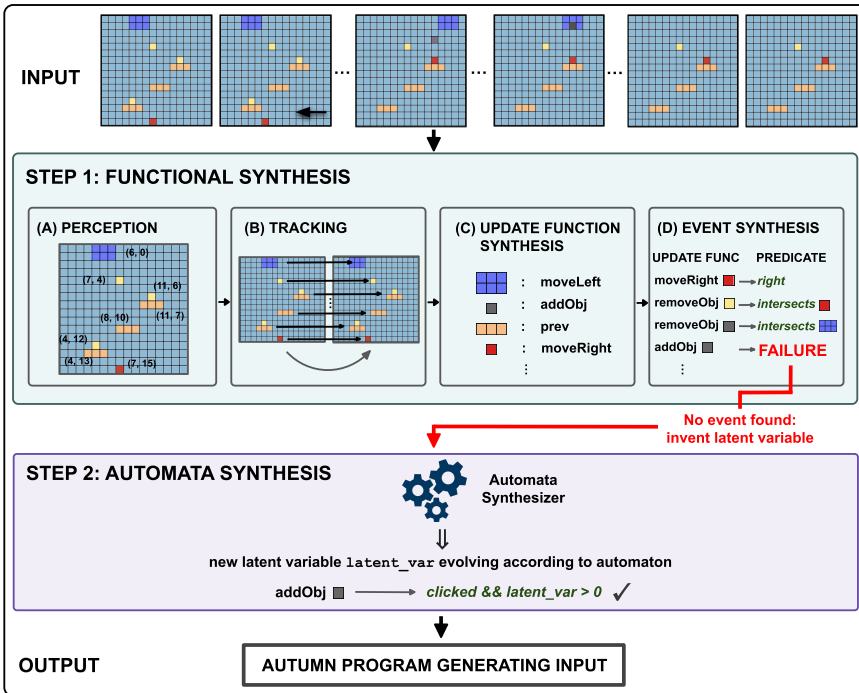 INPUT
...
...
...
STEP 1: FUNCTIONAL SYNTHESIS
(A) PERCEPTION
(6, 0)
(7, 4)
(11, 6)
(8, 10)
(11, 7)
(4, 12)
(4, 13)
(7, 15)
(B) TRACKING
⋮
(C) UPDATE FUNCTION
SYNTHESIS
: moveLeft
: addObj
: prev
: moveRight
⋮
(D) EVENT SYNTHESIS
UPDATE FUNC PREDICATE
moveRight right
removeObj intersects
removeObj intersects
addObj FAILURE
⋮
No event found:
invent latent variable
STEP 2: AUTOMATA SYNTHESIS
Automata
Synthesizer
new latent variable latent_var evolving according to automaton
addObj clicked && latent_var > 0 ✓
OUTPUT
AUTUMN PROGRAM GENERATING INPUT